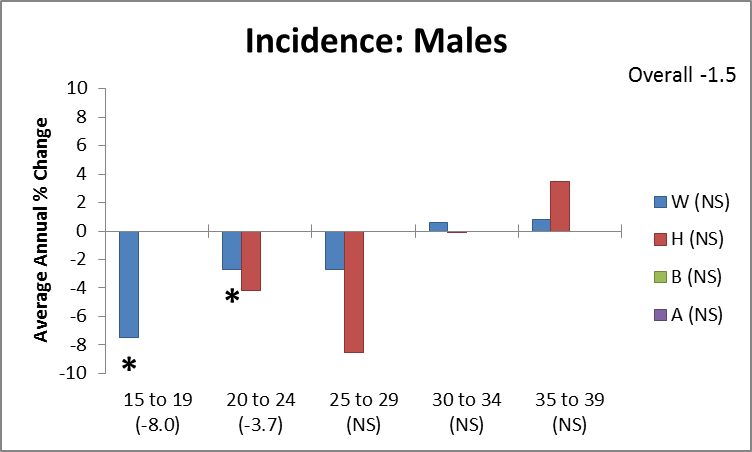 Incidence: Males
Overall -1.5
Average Annual % Change
10
8
6
4
2
0
-2
-4
-6
-8
-10
*
*
15 to 19
(-8.0)
20 to 24
(-3.7)
25 to 29
(NS)
30 to 34
(NS)
35 to 39
(NS)
W (NS)
H (NS)
B (NS)
A (NS)